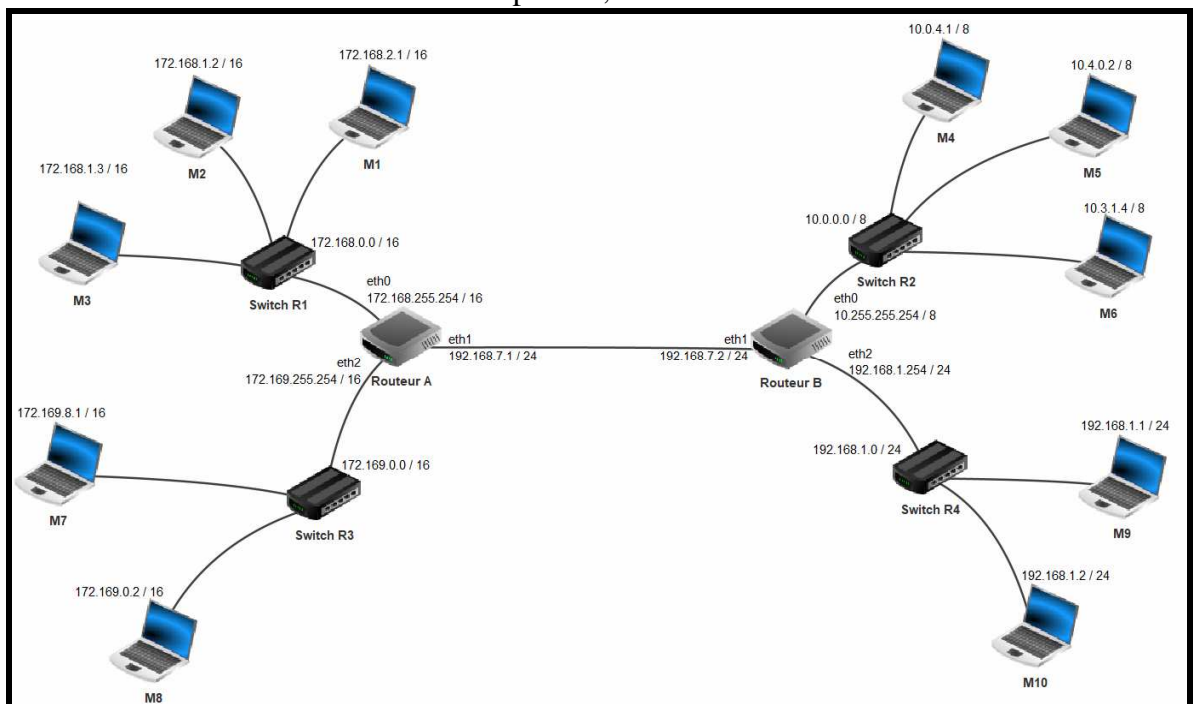 172.168.1.2 / 16
172.168.2.1 / 16
M2
M1
172.168.1.3 / 16
M3
172.168.0.0 / 16
Switch R1
eth0
172.168.255.254 / 16
eth1
192.168.7.1 / 24
eth2
172.169.255.254 / 16
Routeur A
172.169.8.1 / 16
M7
172.169.0.0 / 16
Switch R3
172.169.0.2 / 16
M8
10.0.4.1 / 8
M4
10.4.0.2 / 8
M5
10.0.0.0 / 8
Switch R2
10.3.1.4 / 8
M6
eth0
10.255.255.254 / 8
eth1
192.168.7.2 / 24
eth2
192.168.1.254 / 24
Routeur B
192.168.1.0 / 24
Switch R4
192.168.1.1 / 24
M9
192.168.1.2 / 24
M10